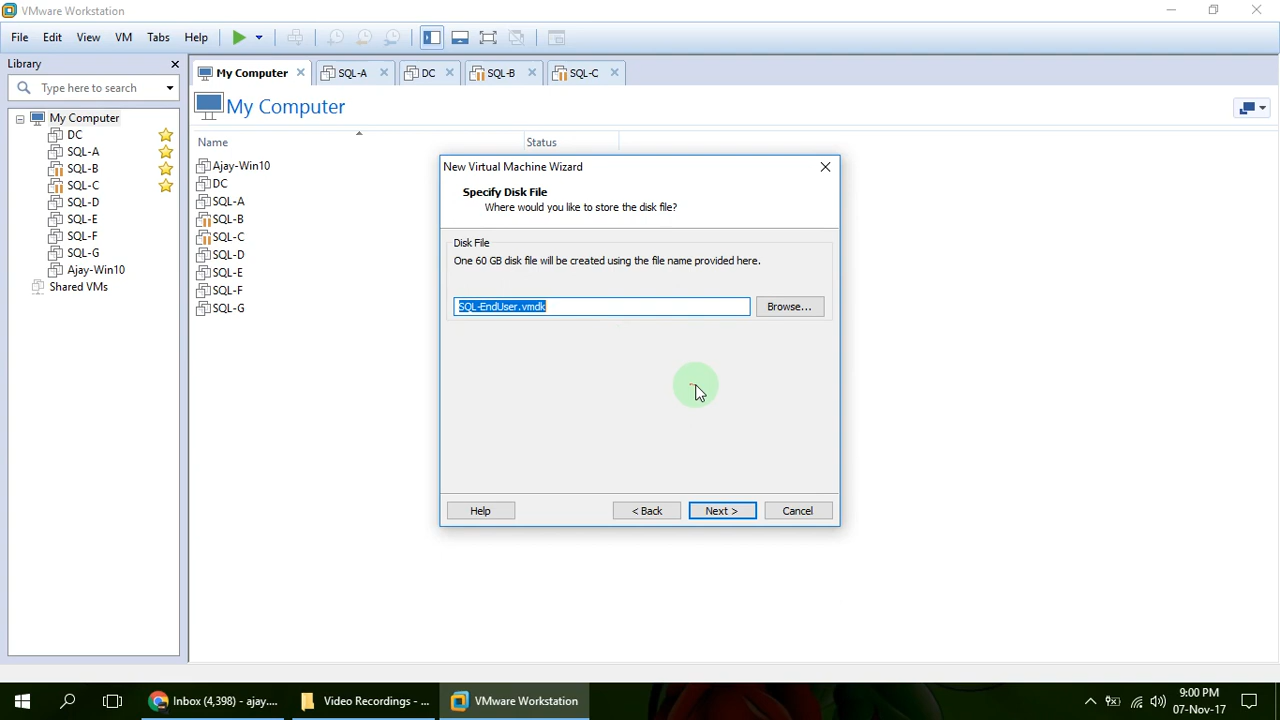 VMware Workstation
File Edit View VM Tabs Help
Library
My Computer SQL-A DC SQL-B SQL-C
Type here to search
My Computer
My Computer
DC
SQL-A
SQL-B
SQL-C
SQL-D
SQL-E
SQL-F
SQL-G
Ajay-Win10
Shared VMs
Name Status
Ajay-Win10
DC
SQL-A
SQL-B
SQL-C
SQL-D
SQL-E
SQL-F
SQL-G
New Virtual Machine Wizard
Specify Disk File
Where would you like to store the disk file?
Disk File
One 60 GB disk file will be created using the file name provided here.
SQL-EndUser.vmdk Browse...
Help < Back Next > Cancel
Inbox (4,398) - ajay.... Video Recordings - ... VMware Workstation
9:00 PM
07-Nov-17